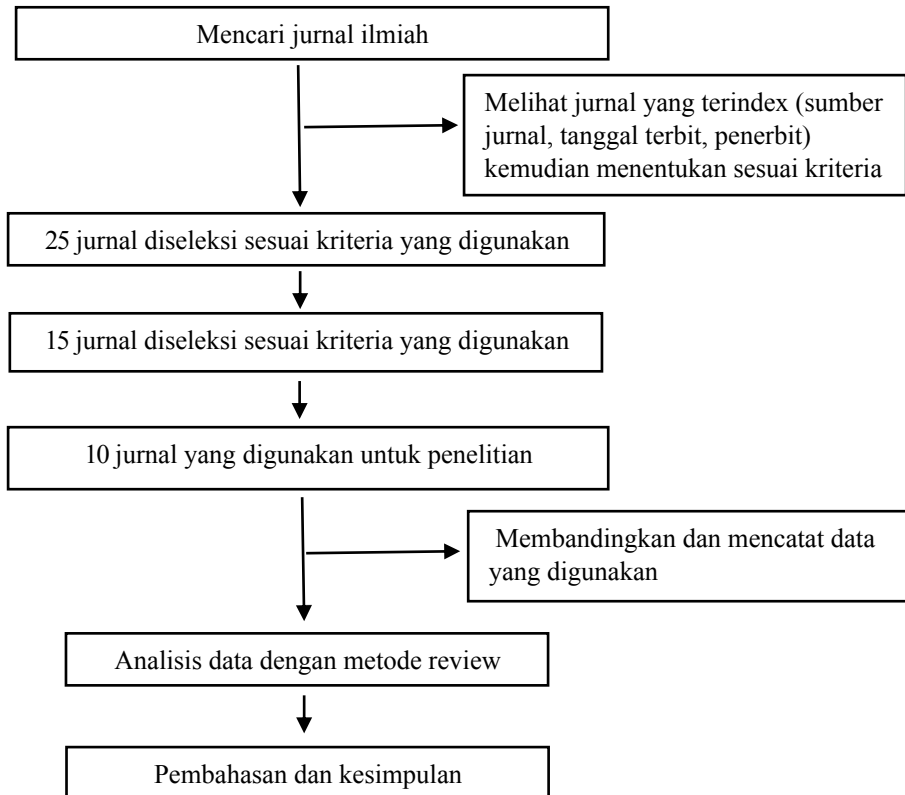 Mencari jurnal ilmiah
Melihat jurnal yang terindex (sumber
jurnal, tanggal terbit, penerbit)
kemudian menentukan sesuai kriteria
25 jurnal diseleksi sesuai kriteria yang digunakan
15 jurnal diseleksi sesuai kriteria yang digunakan
10 jurnal yang digunakan untuk penelitian
Membandingkan dan mencatat data
yang digunakan
Analisis data dengan metode review
Pembahasan dan kesimpulan